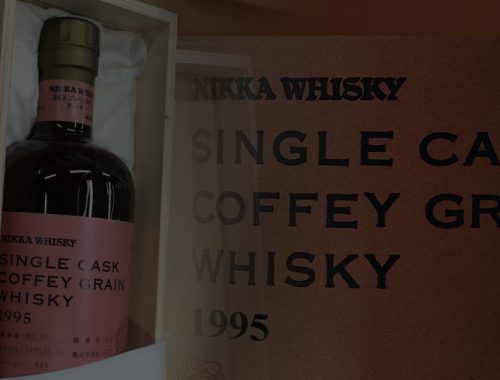 NIKKA WHISKY
SINGLE CASK
COFFEY GRAIN
WHISKY
1995
NIKKA WHISKY
SINGLE CA
COFFEY GR
WHISKY
1995